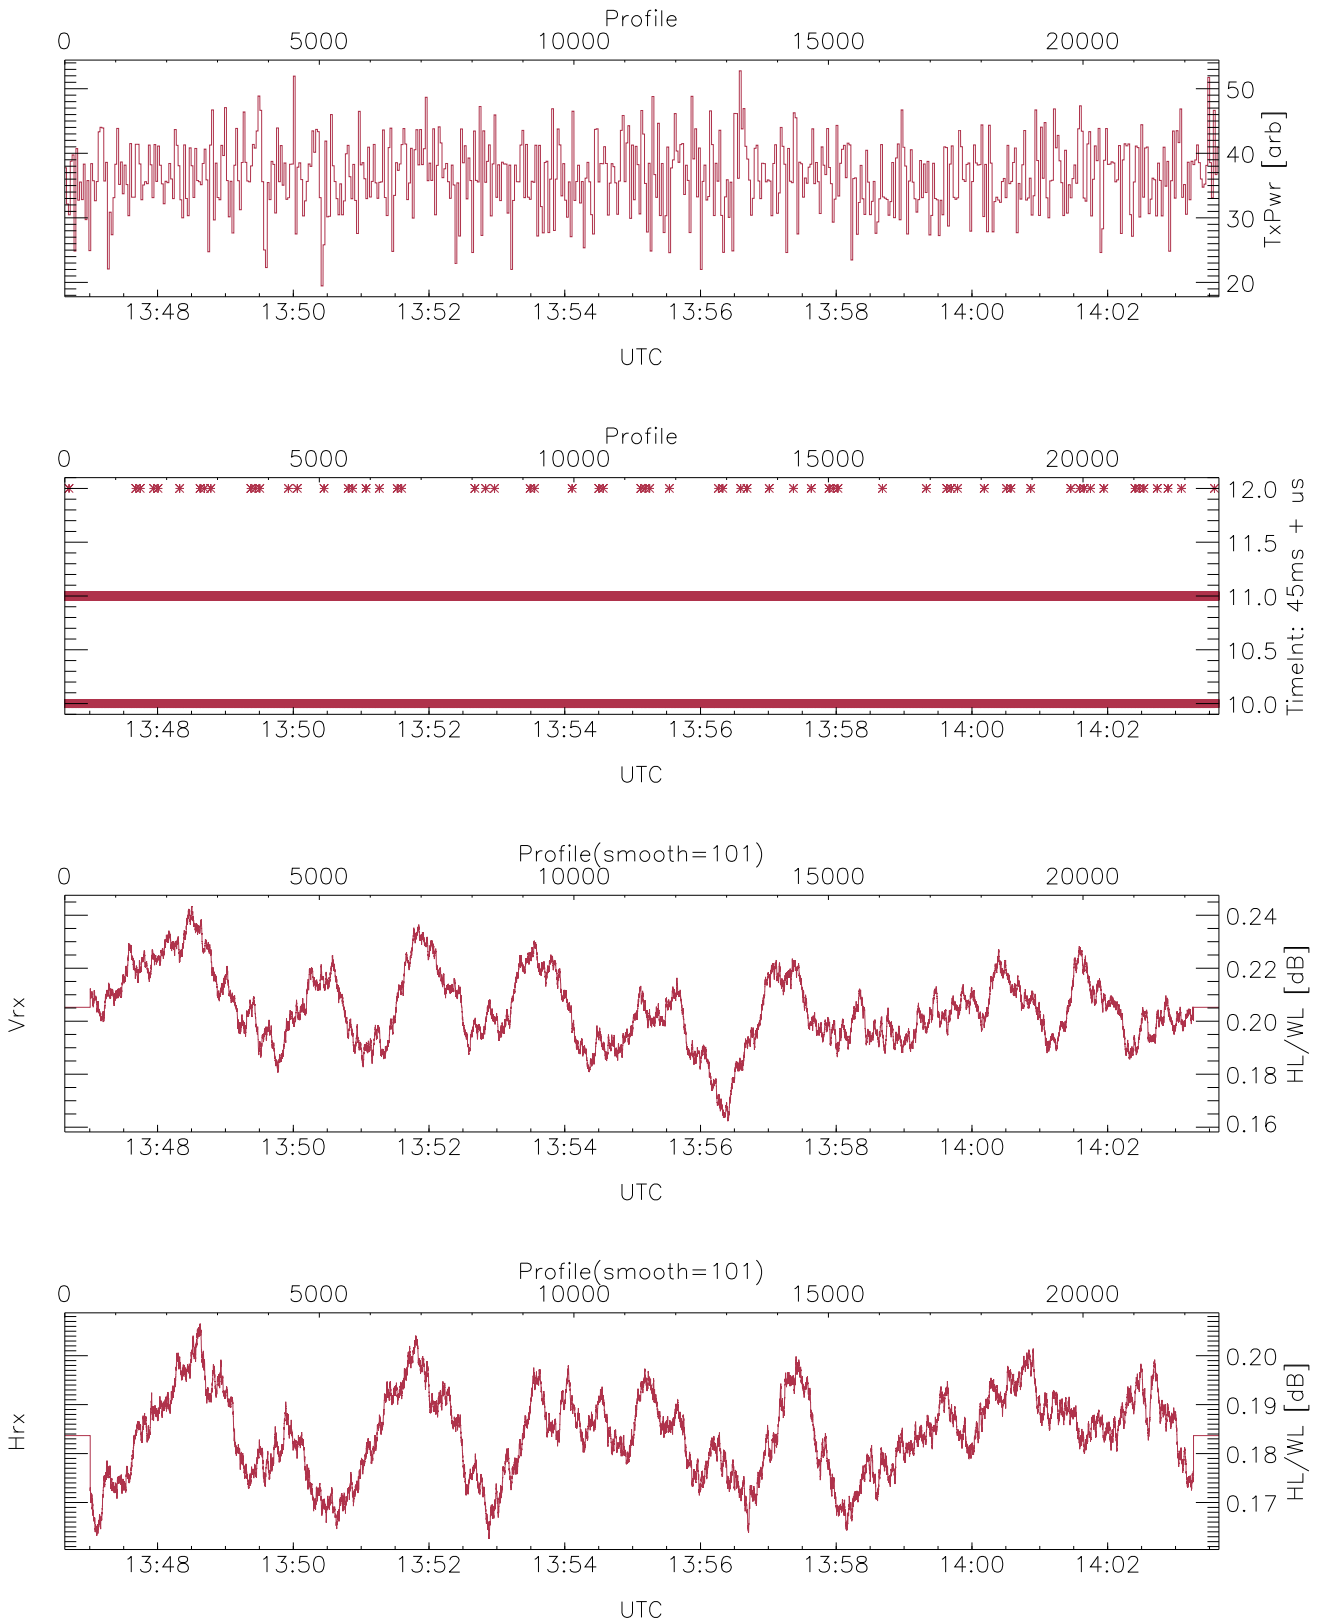 Profile
0 5000 10000 15000 20000
50
40
30
20
TxPwr [arb]
13:48 13:50 13:52 13:54 13:56 13:58 14:00 14:02
UTC
Profile
0 5000 10000 15000 20000
12.0
11.5
11.0
10.5
10.0
TimeInt: 45ms + us
13:48 13:50 13:52 13:54 13:56 13:58 14:00 14:02
UTC
Profile(smooth=101)
0 5000 10000 15000 20000
Vrx
0.24
0.22
0.20
0.18
0.16
HL/WL [dB]
13:48 13:50 13:52 13:54 13:56 13:58 14:00 14:02
UTC
Profile(smooth=101)
0 5000 10000 15000 20000
Hrx
0.20
0.19
0.18
0.17
HL/WL [dB]
13:48 13:50 13:52 13:54 13:56 13:58 14:00 14:02
UTC